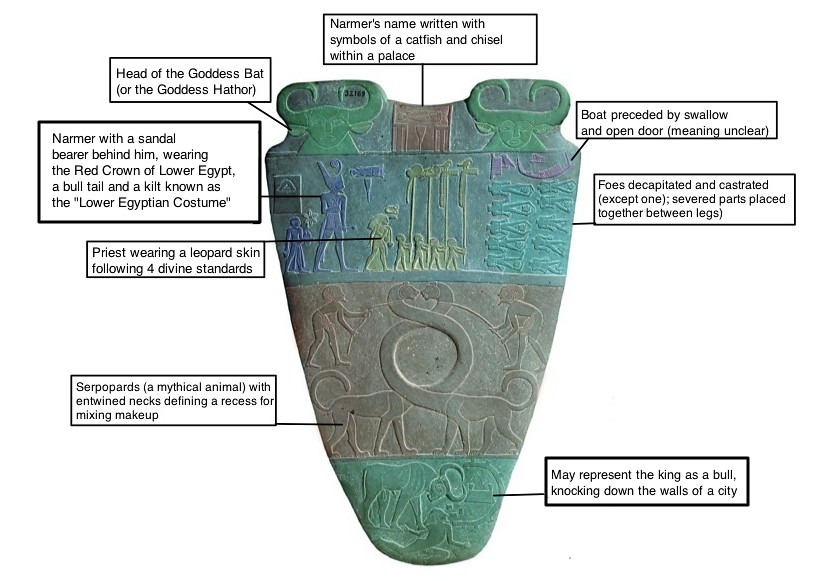 Narmer's name written with
symbols of a catfish and chisel
within a palace
Head of the Goddess Bat
(or the Goddess Hathor)
Boat preceded by swallow
and open door (meaning unclear)
Narmer with a sandal
bearer behind him, wearing
the Red Crown of Lower Egypt,
a bull tail and a kilt known as
the "Lower Egyptian Costume"
Foes decapitated and castrated
(except one); severed parts placed
together between legs)
Priest wearing a leopard skin
following 4 divine standards
Serpopards (a mythical animal) with
entwined necks defining a recess for
mixing makeup
May represent the king as a bull,
knocking down the walls of a city